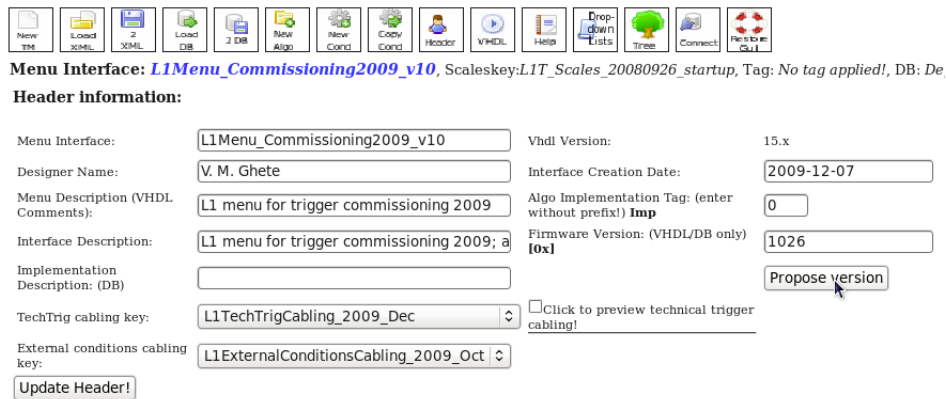 New TM Load XML 2 XML Load DB 2 DB New Algo New Cond Copy Cond Header VHDL Help Drop-down Lists Tree Connect Restore GUI
Menu Interface: L1Menu_Commissioning2009_v10, Scaleskey:L1T_Scales_20080926_startup, Tag: No tag applied!, DB: De
Header information:
Menu Interface: L1Menu_Commissioning2009_v10 Vhdl Version: 15.x
Designer Name: V. M. Ghete Interface Creation Date: 2009-12-07
Menu Description (VHDL Comments): L1 menu for trigger commissioning 2009 Algo Implementation Tag: (enter without prefix!) Imp 0
Interface Description: L1 menu for trigger commissioning 2009; a Firmware Version: (VHDL/DB only) [0x] 1026
Implementation Description: (DB) Propose version
TechTrig cabling key: L1TechTrigCabling_2009_Dec Click to preview technical trigger cabling!
External conditions cabling key: L1ExternalConditionsCabling_2009_Oct
Update Header!